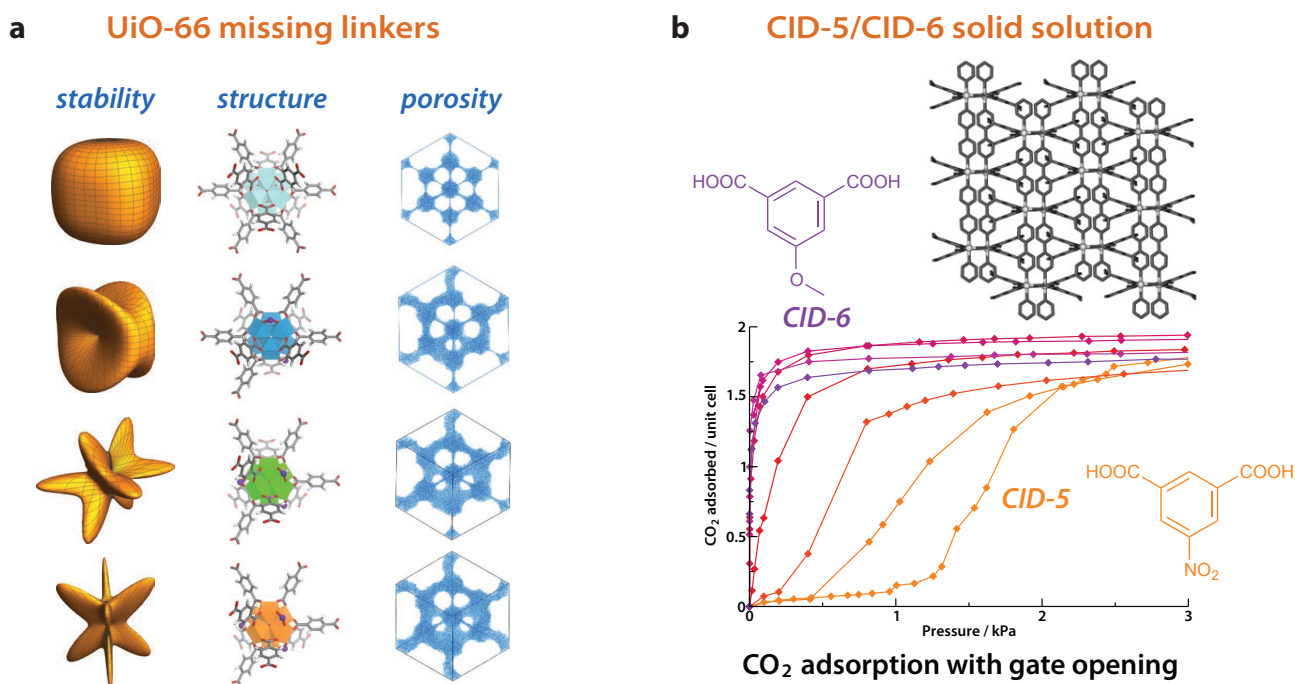 a
UiO-66 missing linkers
stability structure porosity
b
CID-5/CID-6 solid solution
HOOC
COOH
O
CID-6
CO2 adsorbed / unit cell
2
1.5
1
0.5
0
0 1 2 3
Pressure / kPa
CID-5
HOOC
COOH
NO2
CO2 adsorption with gate opening